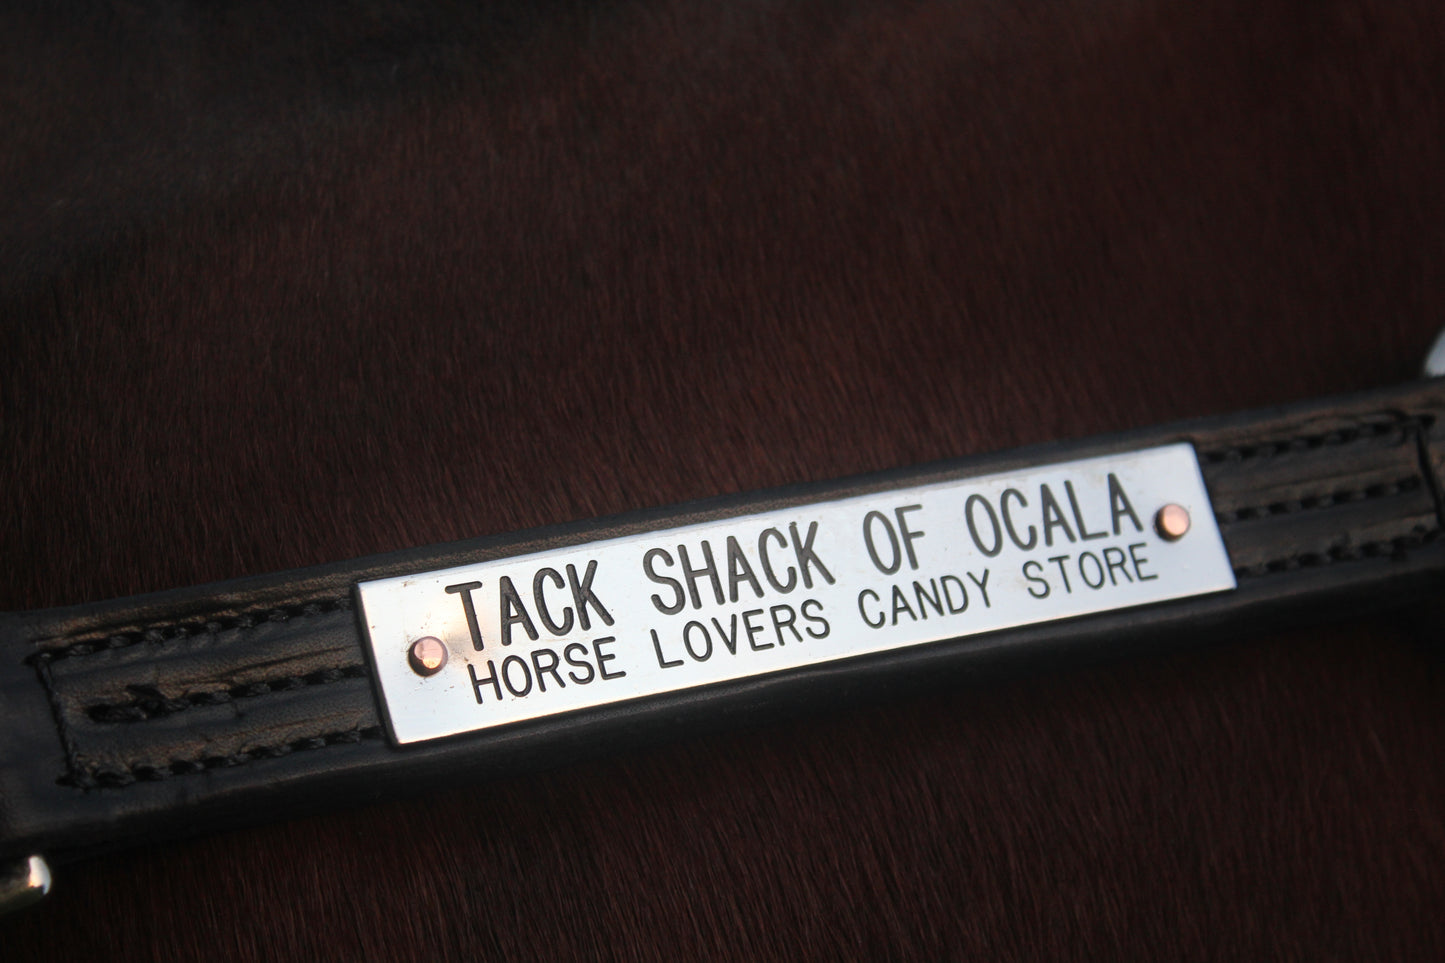 TACK SHACK OF OCALA
HORSE LOVERS CANDY STORE